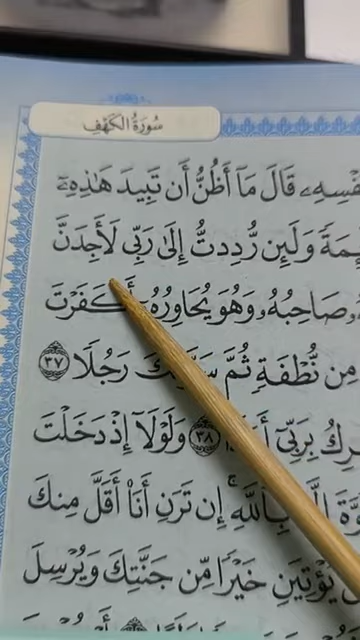 سُورَةُ الكَهْفِ
قَالَ مَآ أَظُنُّ أَن تَبِيدَ هَٰذِهِۦٓ
وَلَئِن رُّدِدتُّ إِلَىٰ رَبِّى لَأَجِدَنَّ
صَاحِبُهُۥ وَهُوَ يُحَاوِرُهُۥٓ أَكَفَرْتَ
مِن نُّطْفَةٍ ثُمَّ رَجُلًا ٣٧
بِرَبِّىٓ ٣٨ وَلَوْلَآ إِذْ دَخَلْتَ
بِٱللَّهِ ۚ إِن تَرَنِ أَنَا۠ أَقَلَّ مِنكَ
يُؤْتِيَنِ خَيْرًا مِّن جَنَّتِكَ وَيُرْسِلَ